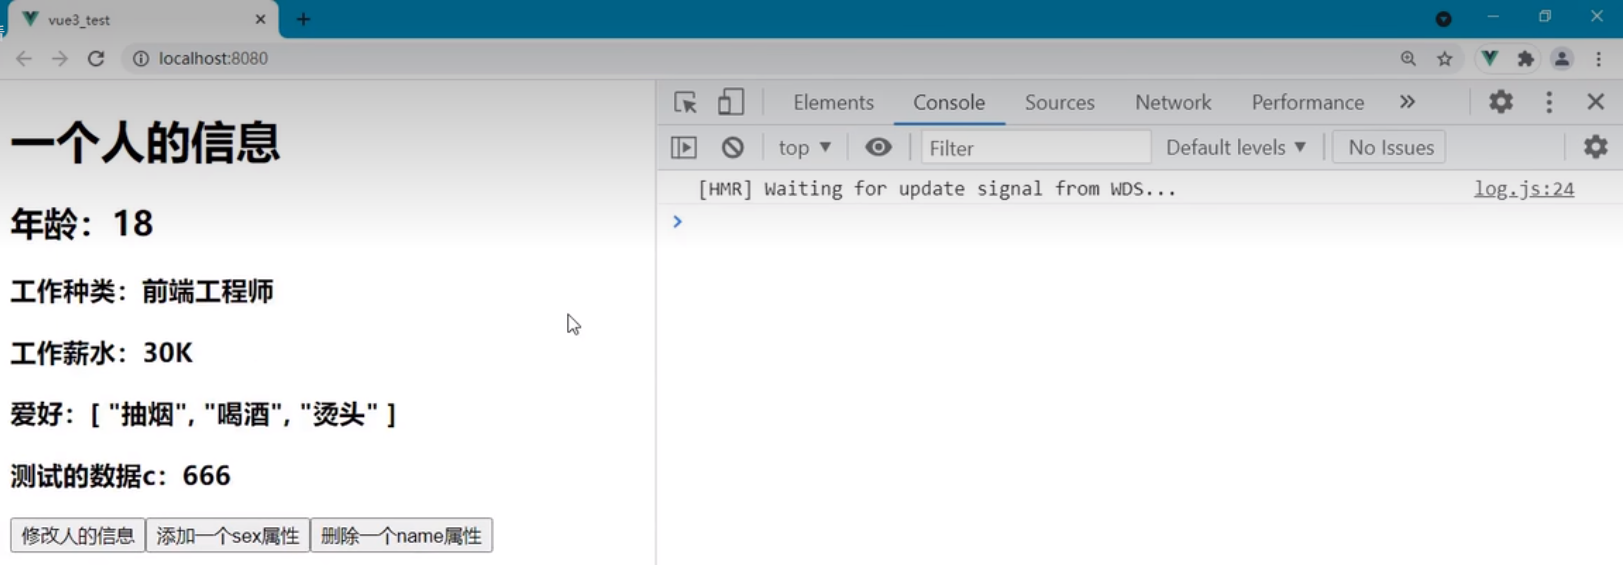 vue3_test
localhost:8080
Elements Console Sources Network Performance
top Filter Default levels No Issues
[HMR] Waiting for update signal from WDS... log.js:24
一个人的信息
年龄：18
工作种类：前端工程师
工作薪水：30K
爱好：[ "抽烟", "喝酒", "烫头" ]
测试的数据c：666
修改人的信息 添加一个sex属性 删除一个name属性